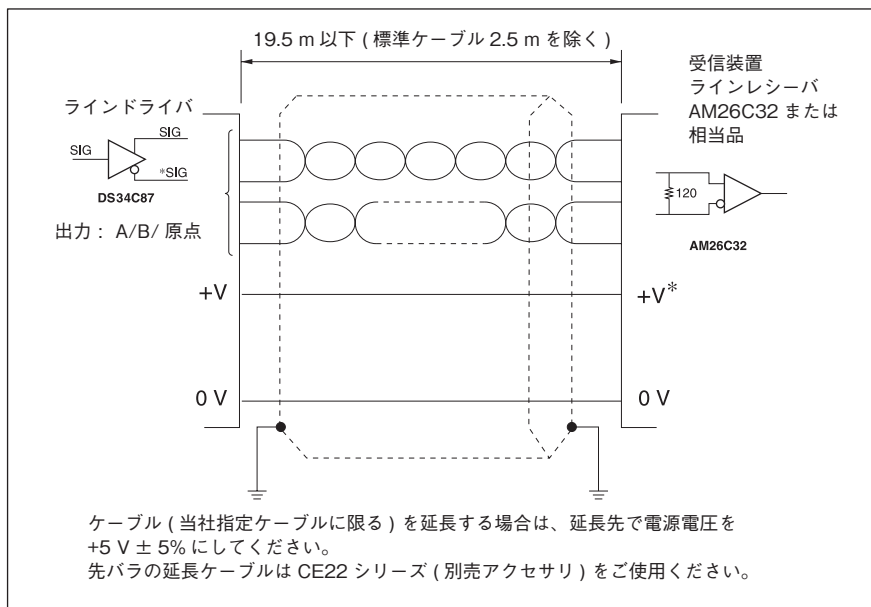 19.5 m 以下 ( 標準ケーブル 2.5 m を除く )
受信装置
ラインレシーバ
AM26C32 または
相当品
ラインドライバ
SIG
SIG
*SIG
DS34C87
出力 : A/B/ 原点
120
AM26C32
+V
+V*
0 V
0 V
ケーブル ( 当社指定ケーブルに限る ) を延長する場合は、延長先で電源電圧を
+5 V ± 5% にしてください。
先バラの延長ケーブルは CE22 シリーズ ( 別売アクセサリ ) をご使用ください。